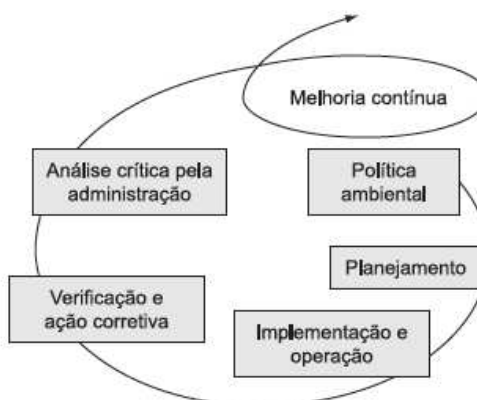 Melhoria contínua
Política
ambiental
Planejamento
Implementação e
operação
Verificação e
ação corretiva
Análise crítica pela
administração